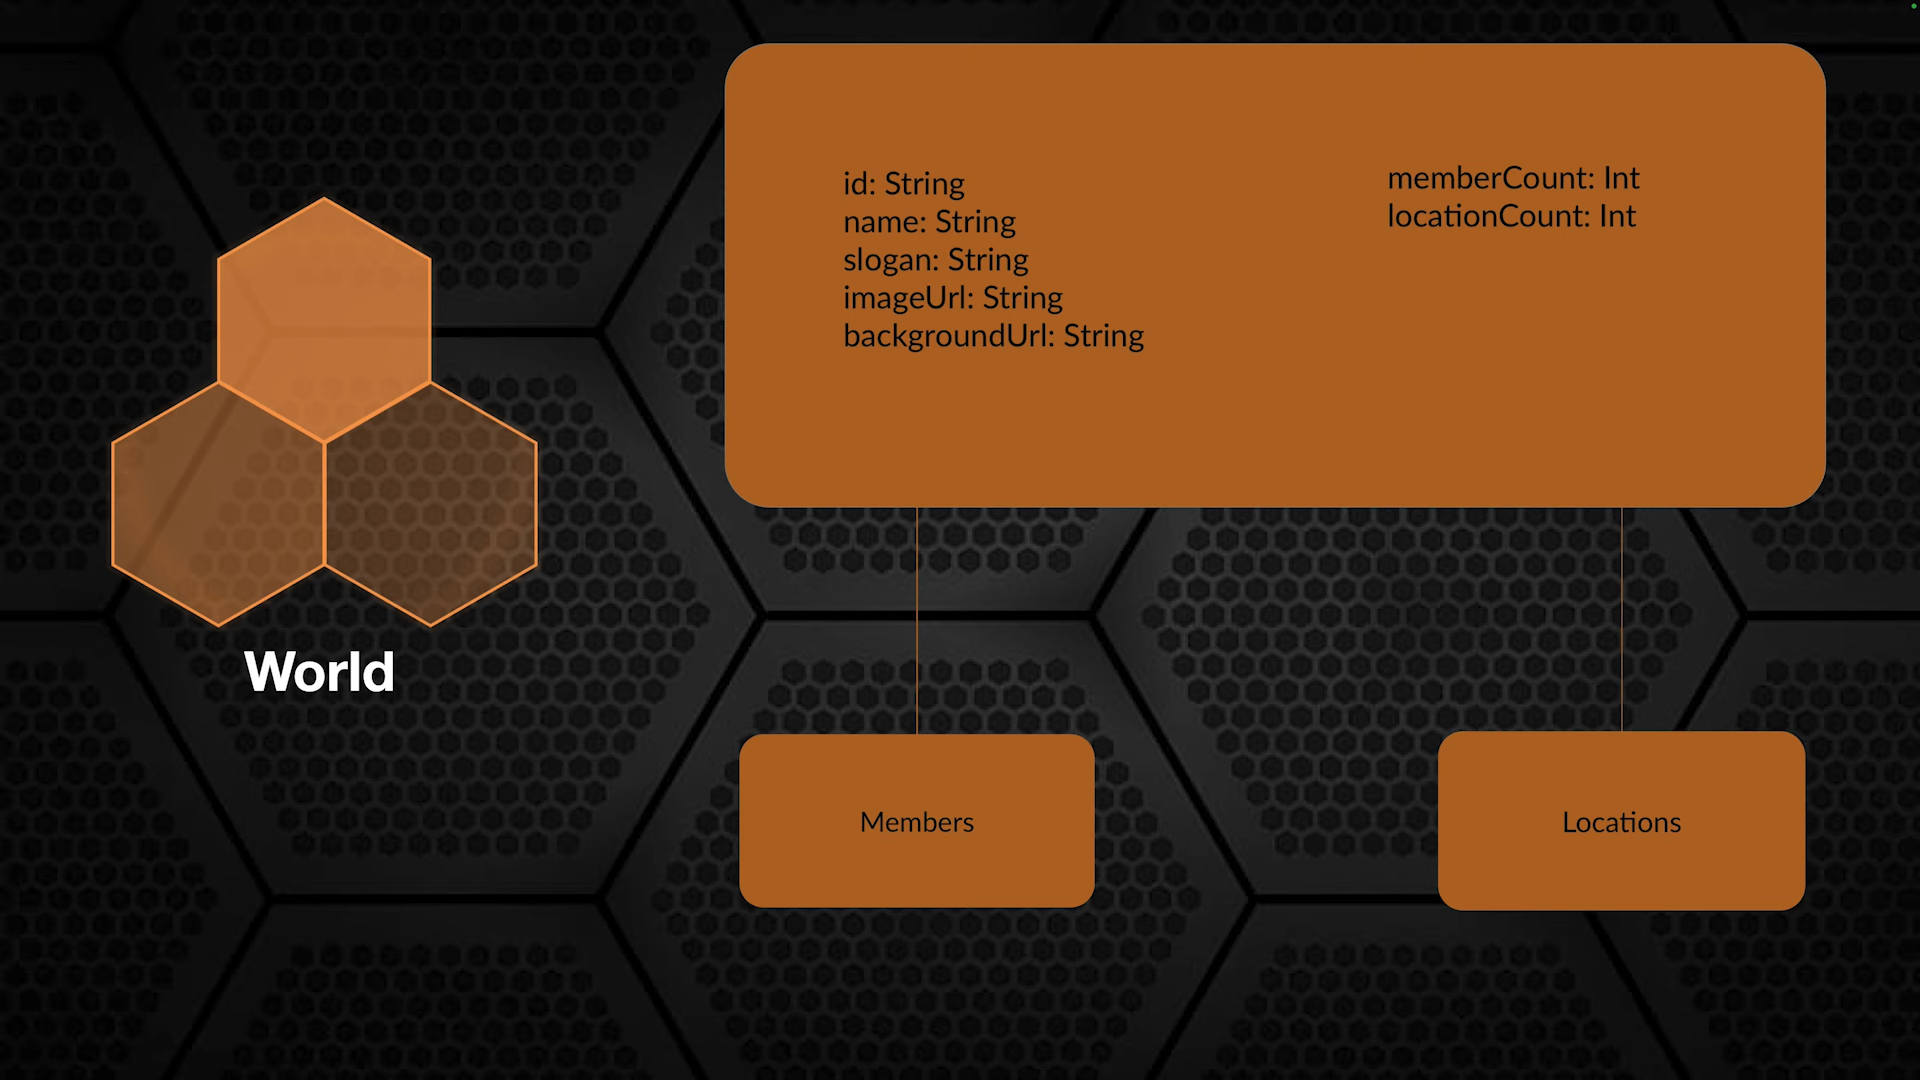 World
id: String
name: String
slogan: String
imageUrl: String
backgroundUrl: String
memberCount: Int
locationCount: Int
Members
Locations